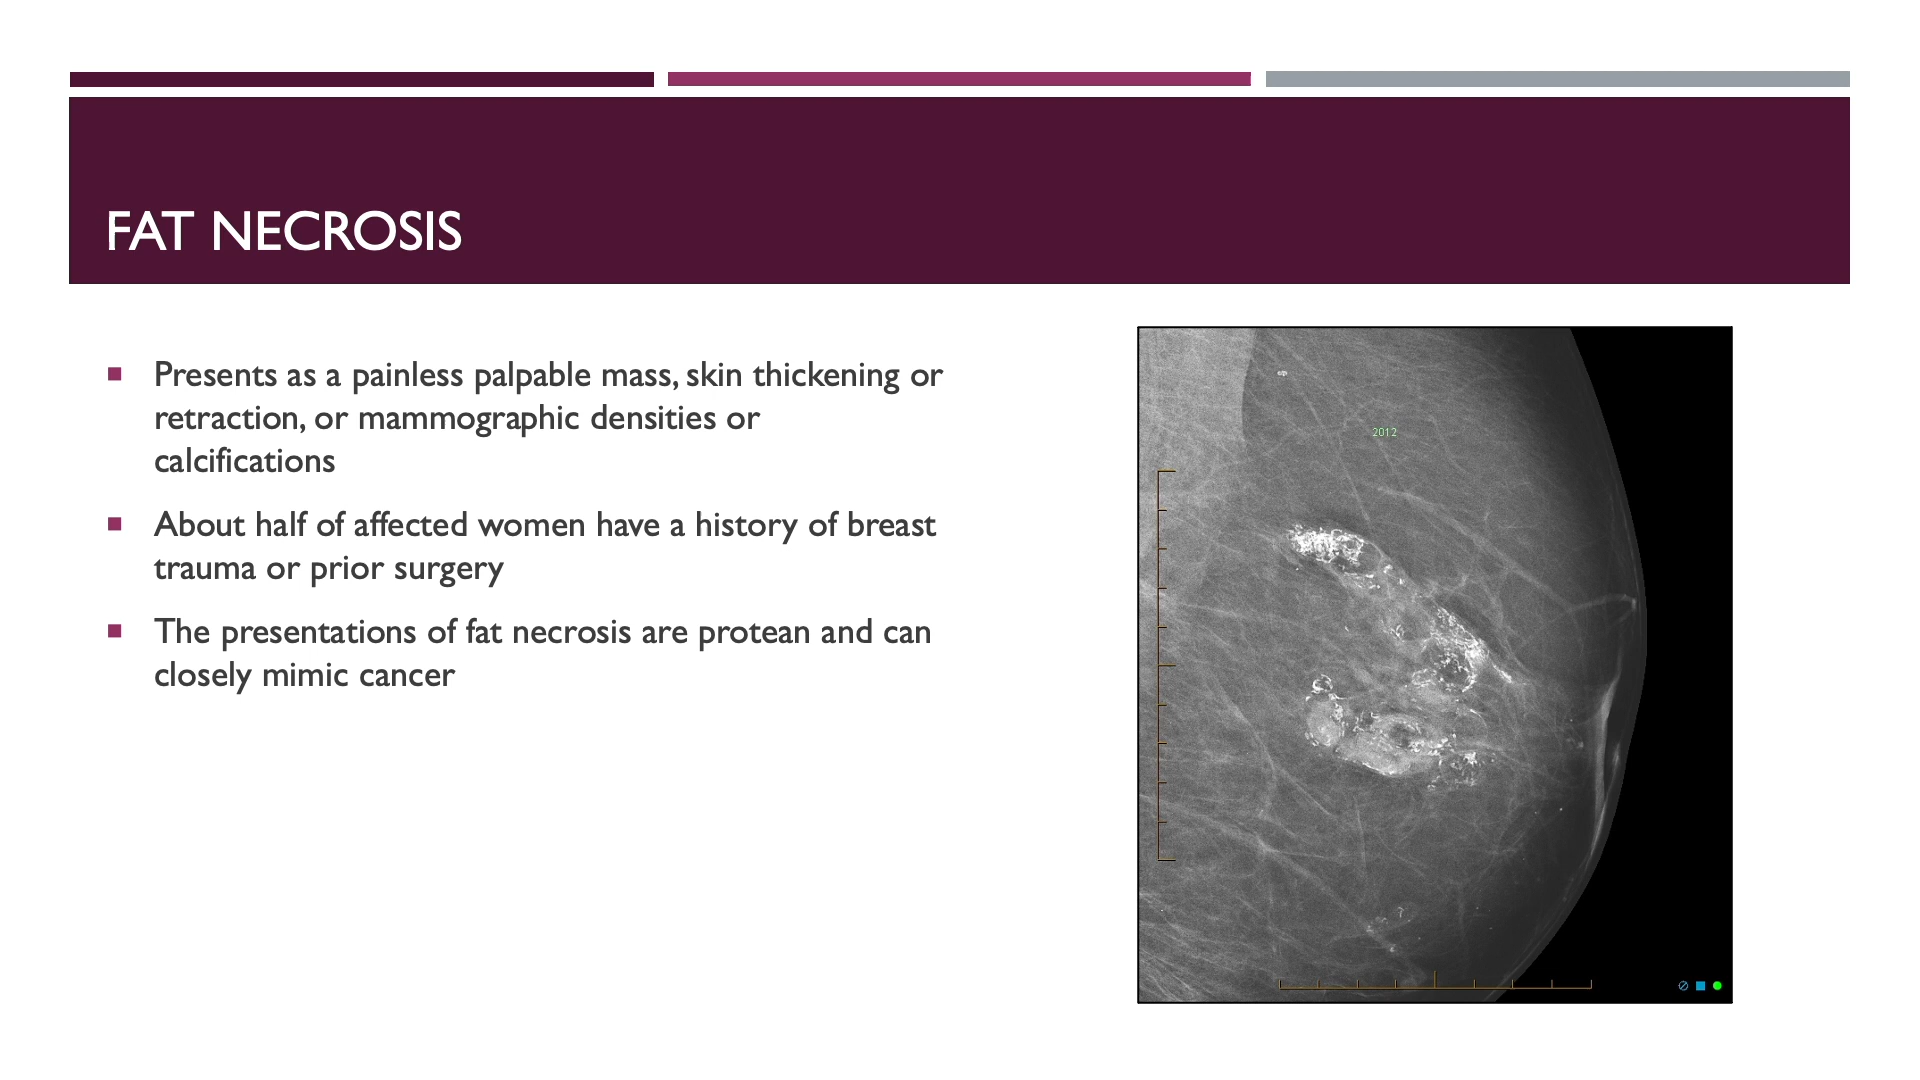 FAT NECROSIS
Presents as a painless palpable mass, skin thickening or
retraction, or mammographic densities or
calcifications
About half of affected women have a history of breast
trauma or prior surgery
The presentations of fat necrosis are protean and can
closely mimic cancer
2012